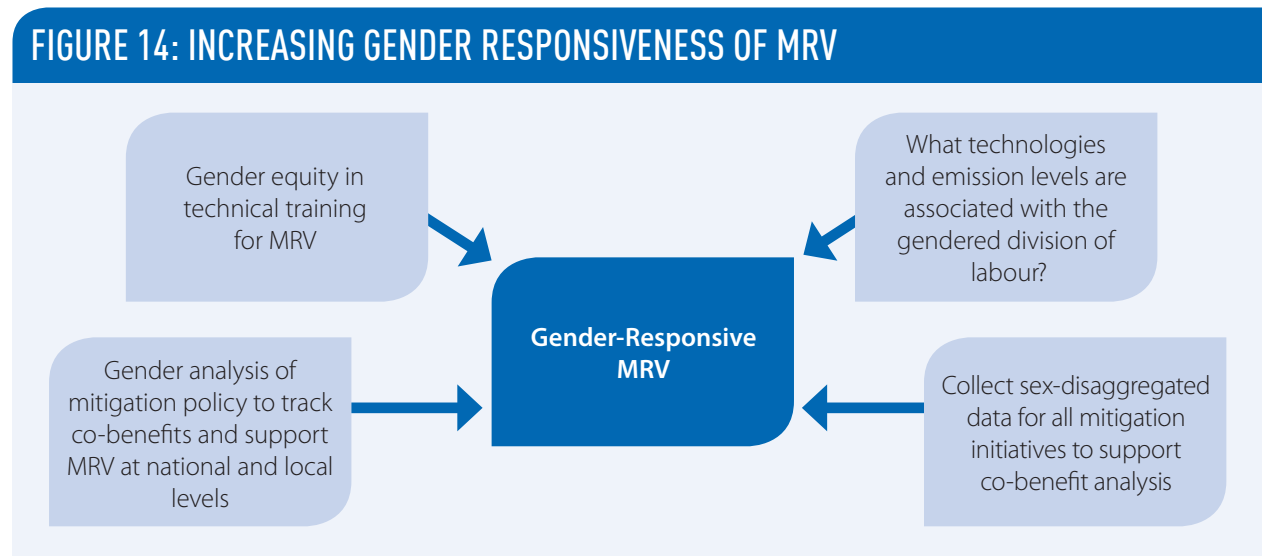 FIGURE 14: INCREASING GENDER RESPONSIVENESS OF MRV
Gender equity in
technical training
for MRV
What technologies
and emission levels are
associated with the
gendered division of
labour?
Gender-Responsive
MRV
Gender analysis of
mitigation policy to track
co-benefits and support
MRV at national and local
levels
Collect sex-disaggregated
data for all mitigation
initiatives to support
co-benefit analysis